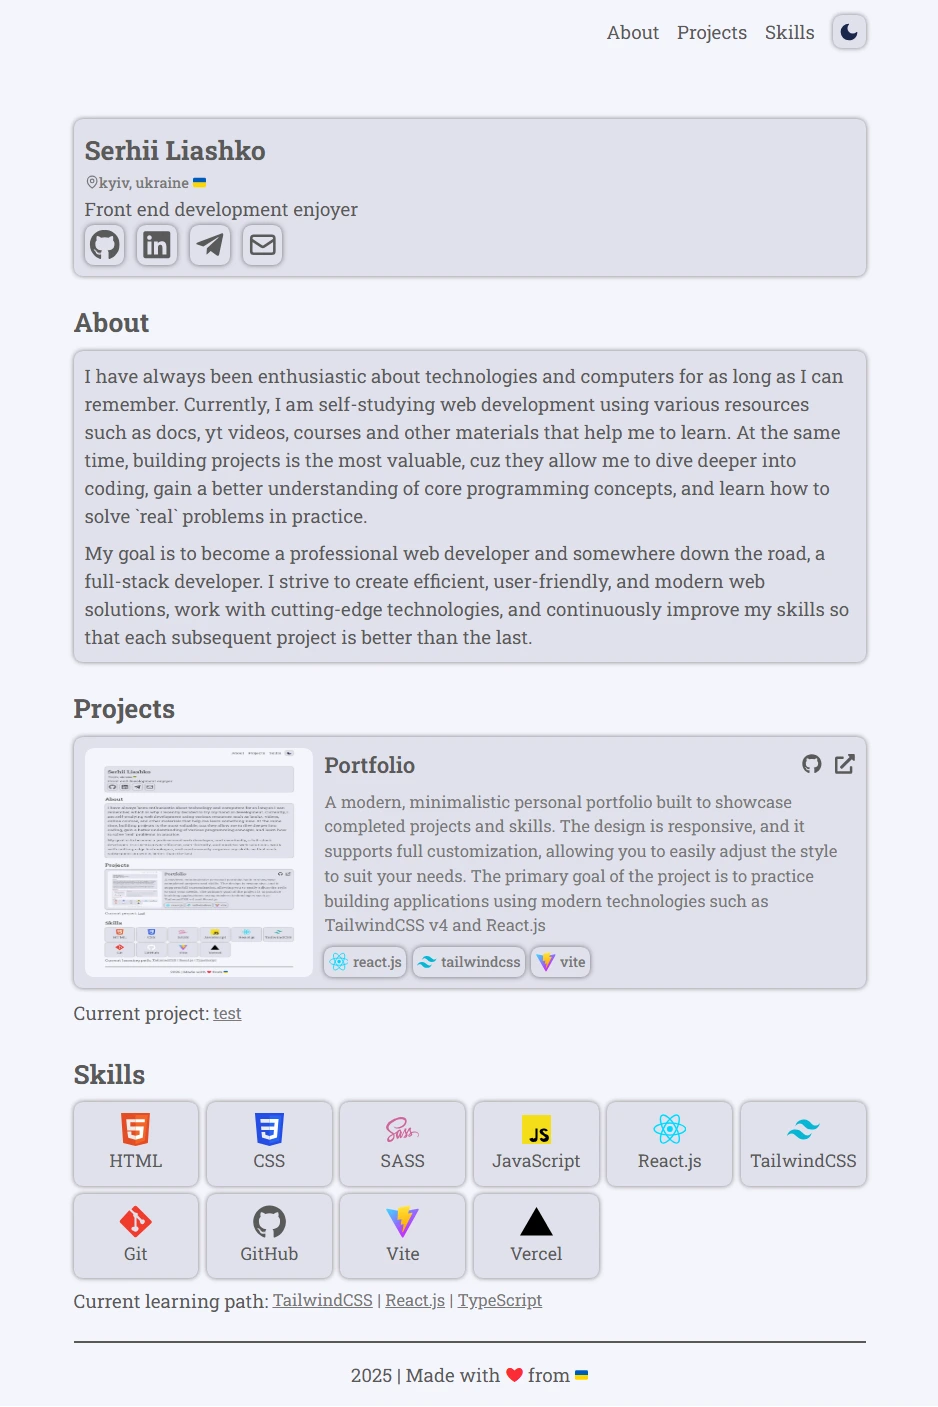 About Projects Skills
Serhii Liashko
kyiv, ukraine
Front end development enjoyer
About
I have always been enthusiastic about technologies and computers for as long as I can
remember. Currently, I am self-studying web development using various resources
such as docs, yt videos, courses and other materials that help me to learn. At the same
time, building projects is the most valuable, cuz they allow me to dive deeper into
coding, gain a better understanding of core programming concepts, and learn how to
solve `real` problems in practice.
My goal is to become a professional web developer and somewhere down the road, a
full-stack developer. I strive to create efficient, user-friendly, and modern web
solutions, work with cutting-edge technologies, and continuously improve my skills so
that each subsequent project is better than the last.
Projects
Serhii Liashko
About
Projects
Portfolio
Skills
Portfolio
A modern, minimalistic personal portfolio built to showcase
completed projects and skills. The design is responsive, and it
supports full customization, allowing you to easily adjust the style
to suit your needs. The primary goal of the project is to practice
building applications using modern technologies such as
TailwindCSS v4 and React.js
react.js tailwindcss vite
Current project: test
Skills
HTML CSS SASS JavaScript React.js TailwindCSS
Git GitHub Vite Vercel
Current learning path: TailwindCSS | React.js | TypeScript
2025 | Made with ❤️ from 🇺🇦